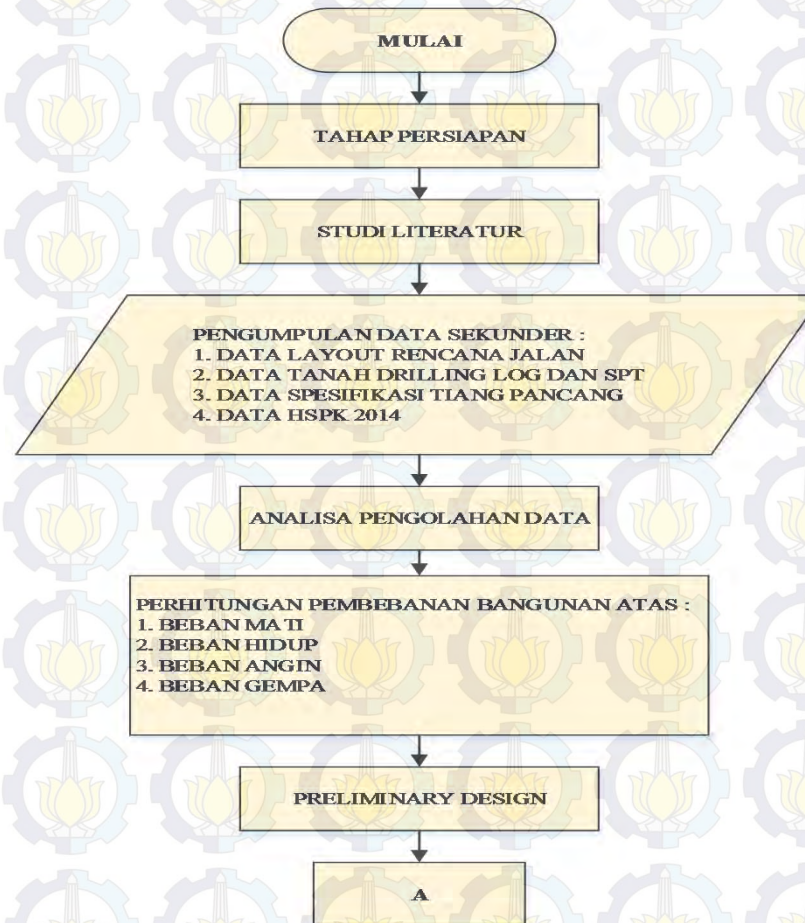 MULAI
TAHAP PERSIAPAN
STUDI LITERATUR
PENGUMPULAN DATA SEKUNDER :
1. DATA LAYOUT RENCANA JALAN
2. DATA TANAH DRILLING LOG DAN SPT
3. DATA SPESIFIKASI TIANG PANCANG
4. DATA HSPK 2014
ANALISA PENGOLAHAN DATA
PERHITUNGAN PEMBEBANAN BANGUNAN ATAS :
1. BEBAN MATI
2. BEBAN HIDUP
3. BEBAN ANGIN
4. BEBAN GEMPA
PRELIMINARY DESIGN
A